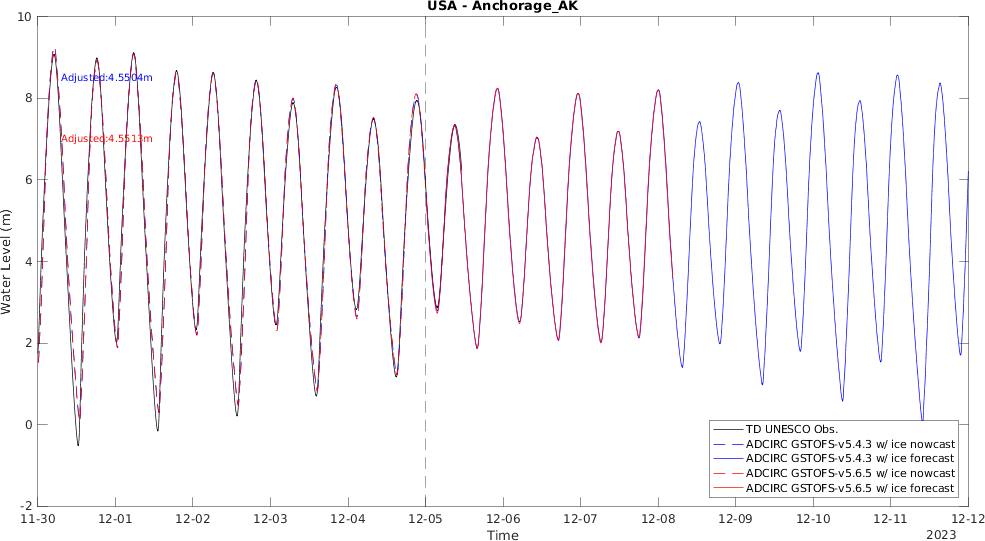 USA - Anchorage_AK
10
8
6
4
2
0
-2
Water Level (m)
Adjusted:4.5504m
Adjusted:4.5513m
TD UNESCO Obs.
ADCIRC GSTOFS-v5.4.3 w/ ice nowcast
ADCIRC GSTOFS-v5.4.3 w/ ice forecast
ADCIRC GSTOFS-v5.6.5 w/ ice nowcast
ADCIRC GSTOFS-v5.6.5 w/ ice forecast
11-30 12-01 12-02 12-03 12-04 12-05 12-06 12-07 12-08 12-09 12-10 12-11 12-12
Time
2023